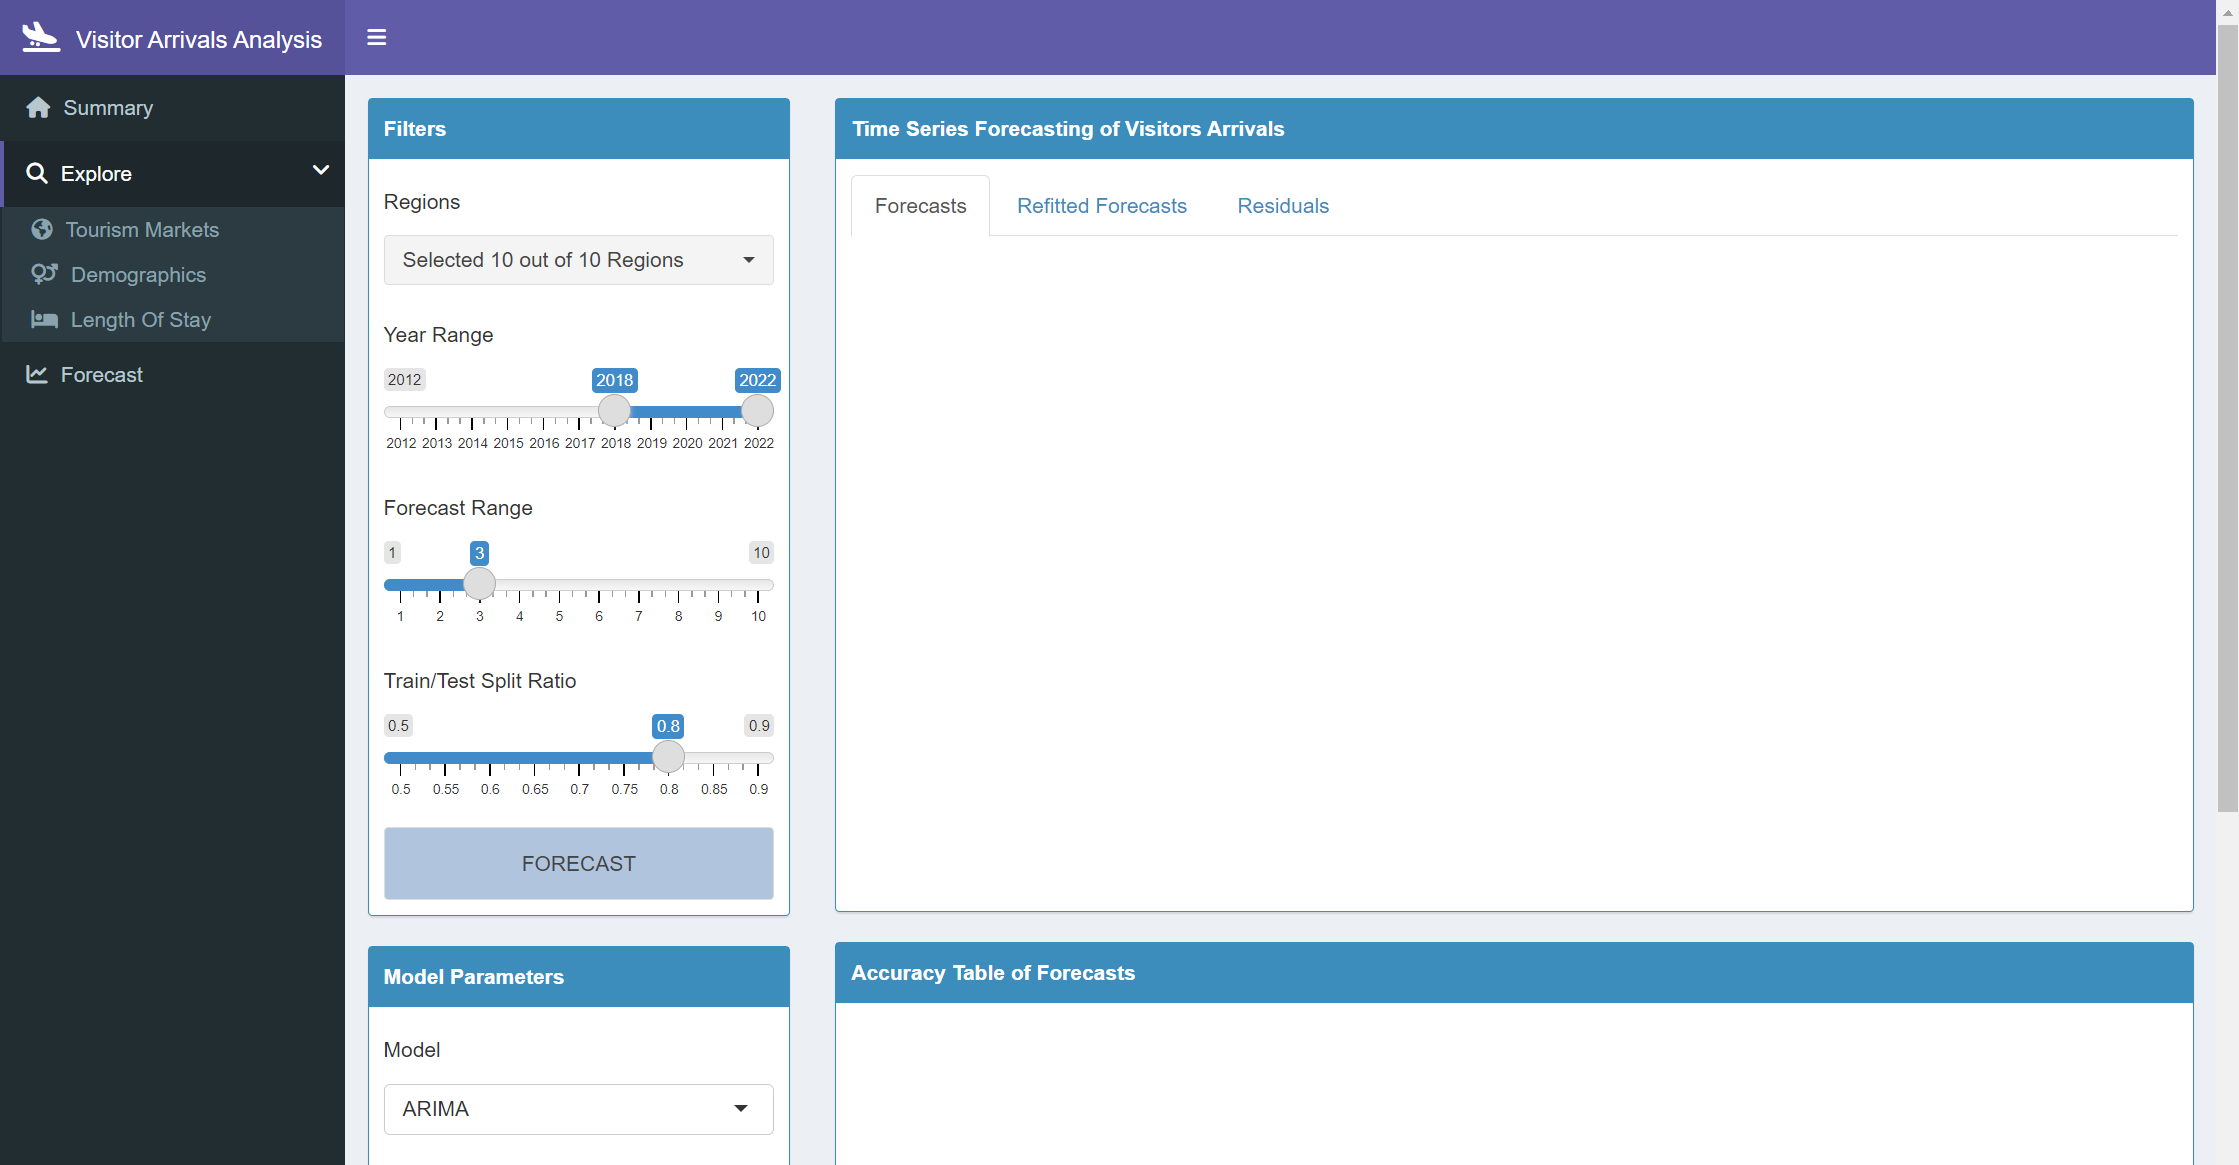 Visitor Arrivals Analysis
Summary
Explore
Tourism Markets
Demographics
Length Of Stay
Forecast
Filters
Regions
Selected 10 out of 10 Regions
Year Range
2012 2018 2022
2012 2013 2014 2015 2016 2017 2018 2019 2020 2021 2022
Forecast Range
1 3 10
1 2 3 4 5 6 7 8 9 10
Train/Test Split Ratio
0.5 0.8 0.9
0.5 0.55 0.6 0.65 0.7 0.75 0.8 0.85 0.9
FORECAST
Model Parameters
Model
ARIMA
Time Series Forecasting of Visitors Arrivals
Forecasts Refitted Forecasts Residuals
Accuracy Table of Forecasts